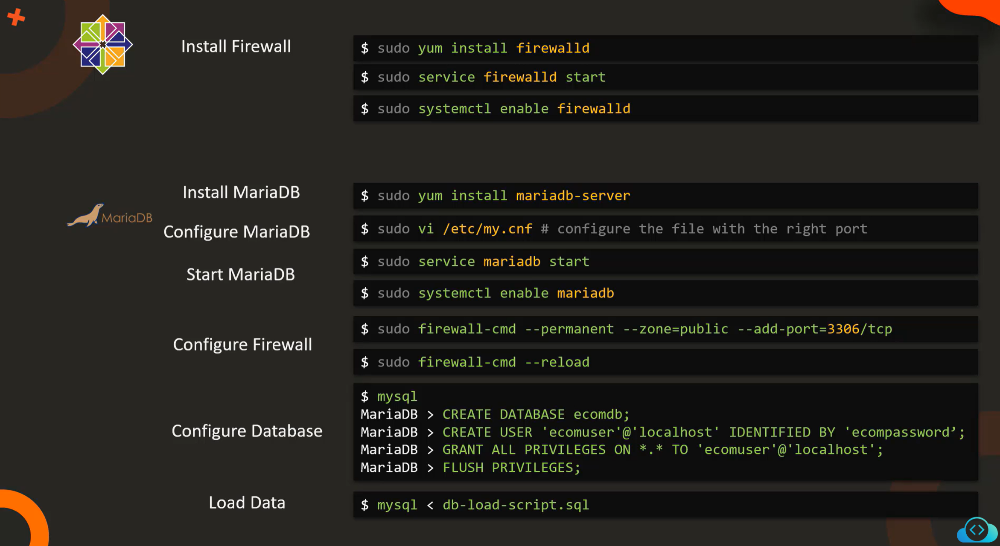 Install Firewall
$ sudo yum install firewalld
$ sudo service firewalld start
$ sudo systemctl enable firewalld
Install MariaDB
$ sudo yum install mariadb-server
MariaDB
Configure MariaDB
$ sudo vi /etc/my.cnf # configure the file with the right port
Start MariaDB
$ sudo service mariadb start
$ sudo systemctl enable mariadb
Configure Firewall
$ sudo firewall-cmd --permanent --zone=public --add-port=3306/tcp
$ sudo firewall-cmd --reload
Configure Database
$ mysql
MariaDB > CREATE DATABASE ecomdb;
MariaDB > CREATE USER 'ecomuser'@'localhost' IDENTIFIED BY 'ecompassword’;
MariaDB > GRANT ALL PRIVILEGES ON *.* TO 'ecomuser'@'localhost';
MariaDB > FLUSH PRIVILEGES;
Load Data
$ mysql < db-load-script.sql